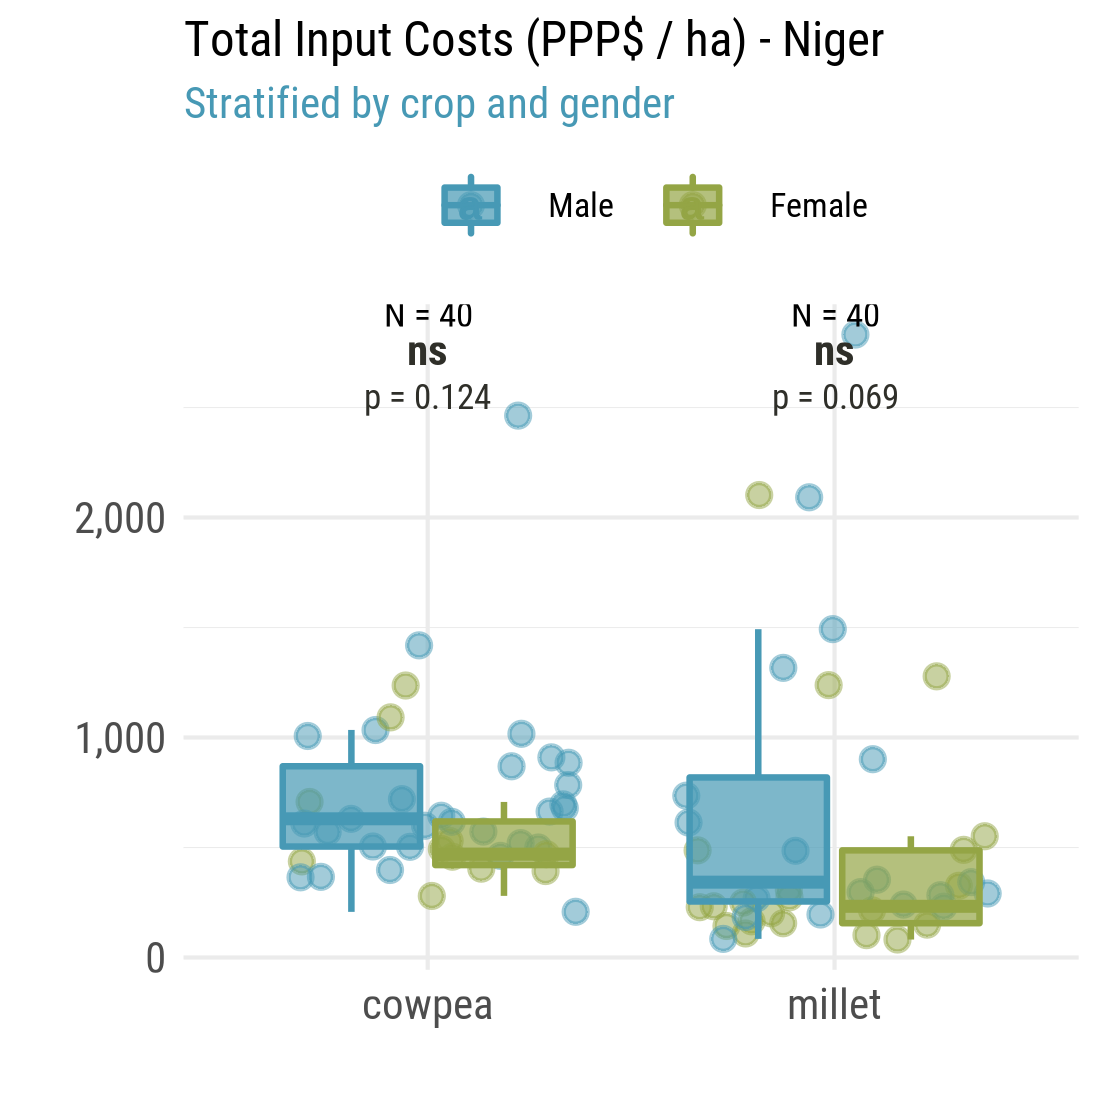 Total Input Costs (PPP$ / ha) - Niger
Stratified by crop and gender
Male Female
N = 40 N = 40
ns ns
p = 0.124 p = 0.069
2,000
1,000
0
cowpea millet